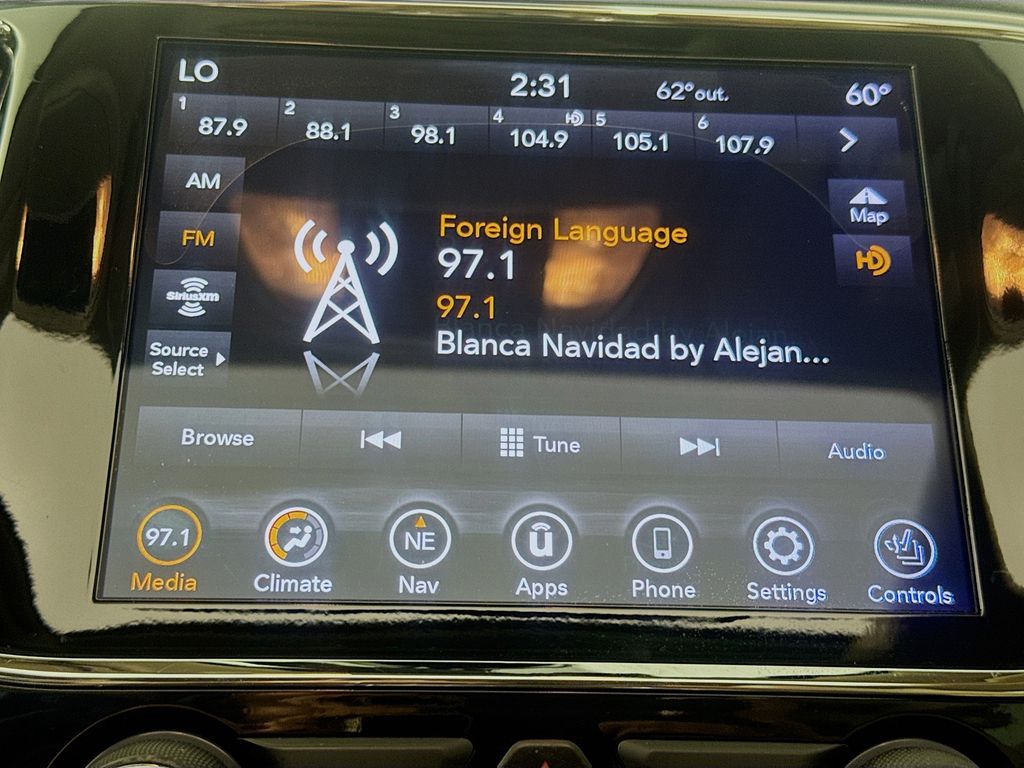 LO 2:31 62°out. 60°
1 87.9 2 88.1 3 98.1 4 HD 104.9 5 105.1 6 107.9
AM
FM
SiriusXM
Source
Select
Foreign Language
97.1
97.1
Blanca Navidad by Alejan...
Map
HD
Browse Tune Audio
97.1 NE u
Media Climate Nav Apps Phone Settings Controls